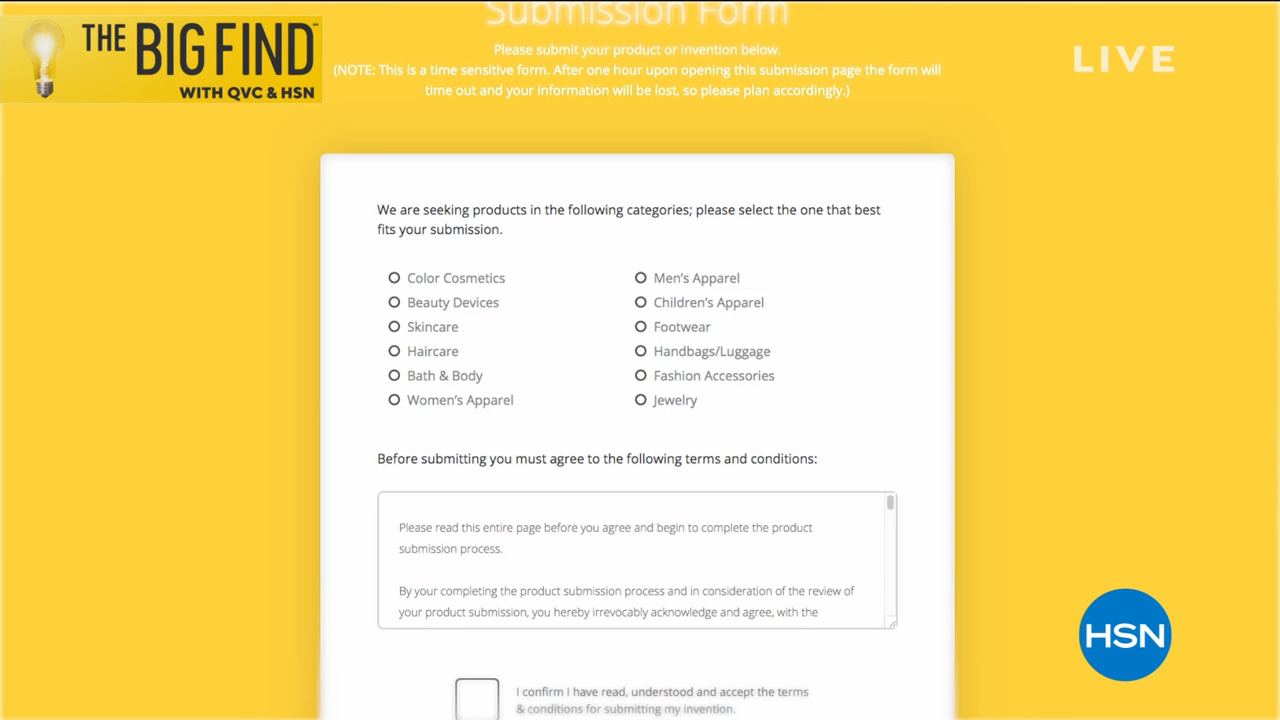 Submission Form
THE BIG FIND
WITH QVC & HSN
LIVE
Please submit your product or invention below.
(NOTE: This is a time sensitive form. After one hour upon opening this submission page the form will
time out and your information will be lost, so please plan accordingly.)
We are seeking products in the following categories; please select the one that best
fits your submission.
Color Cosmetics
Beauty Devices
Skincare
Haircare
Bath & Body
Women's Apparel
Men's Apparel
Children's Apparel
Footwear
Handbags/Luggage
Fashion Accessories
Jewelry
Before submitting you must agree to the following terms and conditions:
Please read this entire page before you agree and begin to complete the product
submission process.
By your completing the product submission process and in consideration of the review of
your product submission, you hereby irrevocably acknowledge and agree, with the
HSN
I confirm I have read, understood and accept the terms
& conditions for submitting my invention.